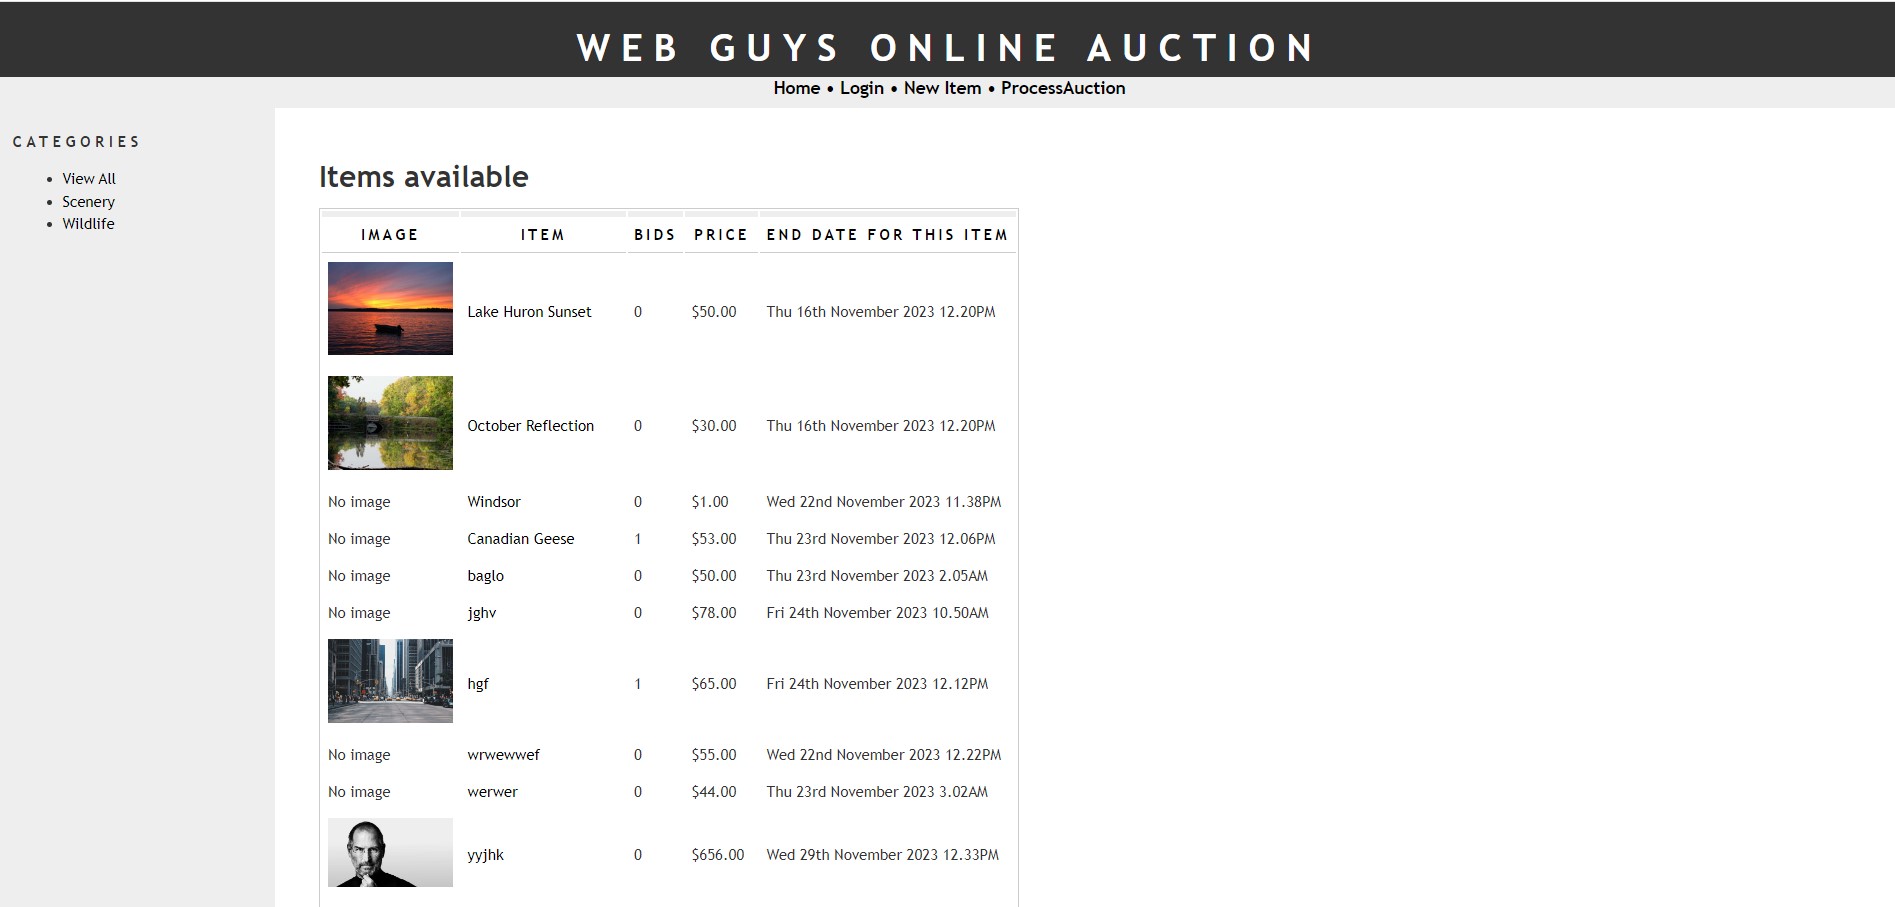 WEB GUYS ONLINE AUCTION
Home • Login • New Item • ProcessAuction
CATEGORIES
• View All
• Scenery
• Wildlife
Items available
IMAGE ITEM BIDS PRICE END DATE FOR THIS ITEM
Lake Huron Sunset 0 $50.00 Thu 16th November 2023 12.20PM
October Reflection 0 $30.00 Thu 16th November 2023 12.20PM
No image Windsor 0 $1.00 Wed 22nd November 2023 11.38PM
No image Canadian Geese 1 $53.00 Thu 23rd November 2023 12.06PM
No image baglo 0 $50.00 Thu 23rd November 2023 2.05AM
No image jghv 0 $78.00 Fri 24th November 2023 10.50AM
hgf 1 $65.00 Fri 24th November 2023 12.12PM
No image wrwewwef 0 $55.00 Wed 22nd November 2023 12.22PM
No image werwer 0 $44.00 Thu 23rd November 2023 3.02AM
yyjhk 0 $656.00 Wed 29th November 2023 12.33PM